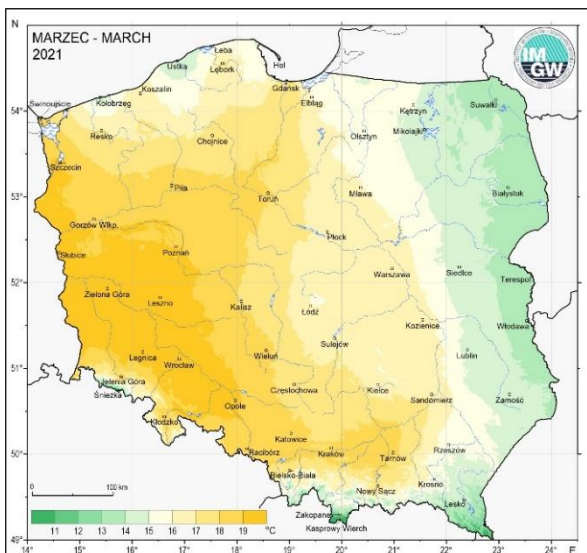 MARZEC - MARCH
2021
N
IMGW
Łeba
Ustka
Lębork
Hel
Gdańsk
Koszalin
Elbląg
Kołobrzeg
Świnoujście
Kętrzyn
Suwałki
54°
Resko
Chojnice
Olsztyn
Mikołajki
Szczecin
Piła
Toruń
Mława
Białystok
53°
Gorzów Wlkp.
Płock
Słubice
Poznań
Warszawa
Siedlce
Terespol
52°
Zielona Góra
Leszno
Kalisz
Łódź
Kozienice
Włodawa
Sulejów
Legnica
Wrocław
Wieluń
Lublin
51°
Jelenia Góra
Śnieżka
Opole
Częstochowa
Kielce
Sandomierz
Zamość
Kłodzko
Katowice
Racibórz
Kraków
Tarnów
Rzeszów
50°
Bielsko-Biała
Nowy Sącz
Krosno
Lesko
0 100 km
Zakopane
Kasprowy Wierch
11 12 13 14 15 16 17 18 19 °C
49°
14° 15° 16° 17° 18° 19° 20° 21° 22° 23° 24° E